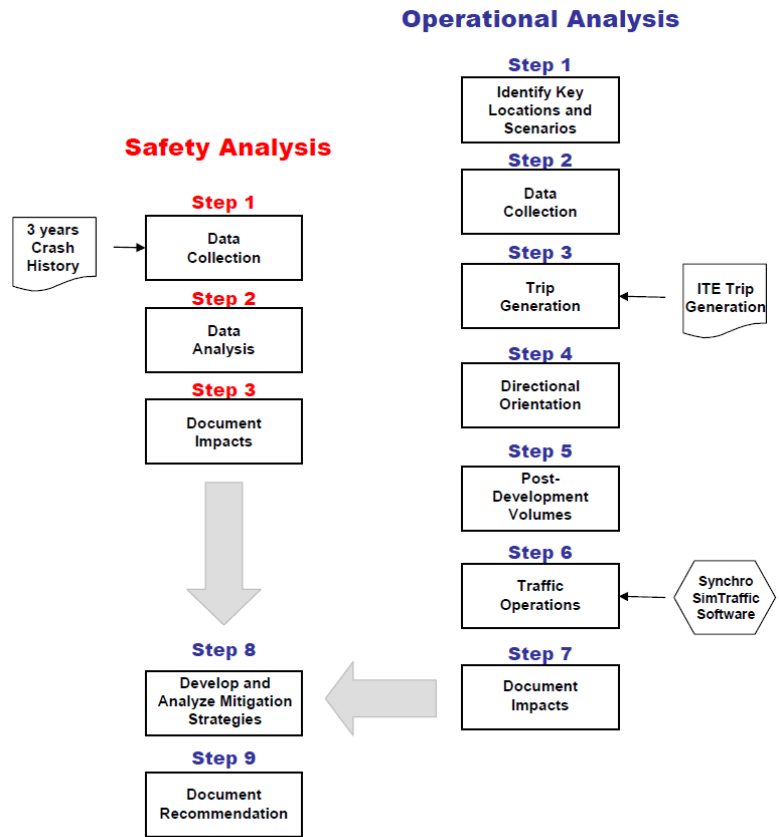 Operational Analysis
Step 1
Identify Key
Locations and
Scenarios
Step 2
Data
Collection
Step 3
Trip
Generation
ITE Trip
Generation
Step 4
Directional
Orientation
Step 5
Post-
Development
Volumes
Step 6
Traffic
Operations
Synchro
SimTraffic
Software
Step 7
Document
Impacts
Safety Analysis
Step 1
3 years
Crash
History
Data
Collection
Step 2
Data
Analysis
Step 3
Document
Impacts
Step 8
Develop and
Analyze Mitigation
Strategies
Step 9
Document
Recommendation